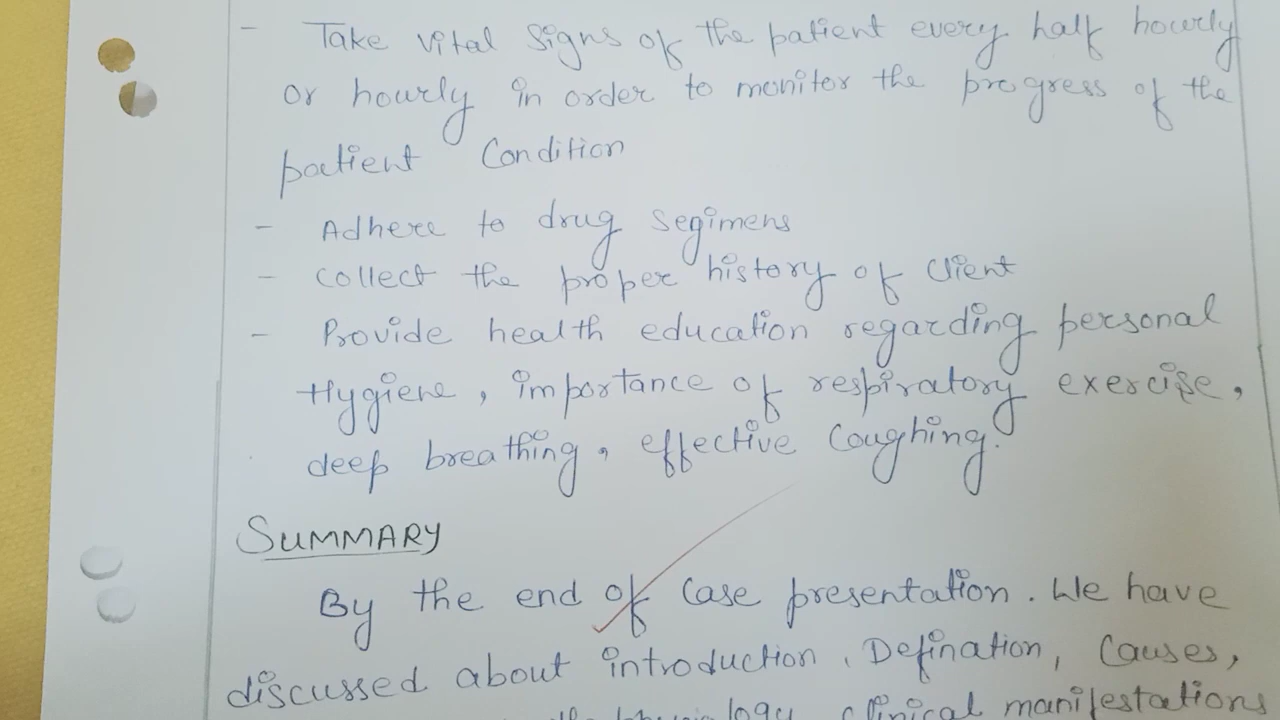 - Take vital signs of the patient every half hourly
or hourly in order to monitor the progress of the
patient Condition
- Adhere to drug segimens
- collect the proper history of client
- Provide health education regarding personal
Hygiene, importance of respiratory exercise,
deep breathing, effective coughing.
SUMMARY
By the end of case presentation. We have
discussed about introduction, Defination, causes,
clinical manifestations